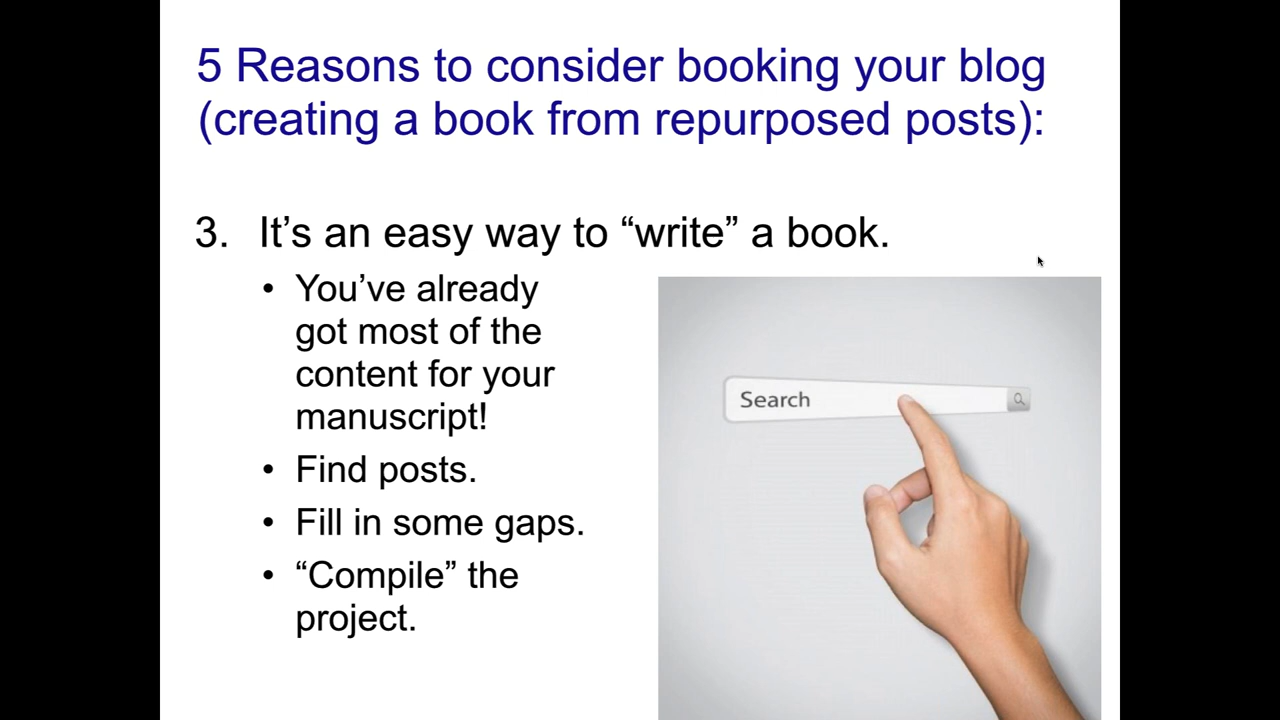 5 Reasons to consider booking your blog
(creating a book from repurposed posts):
3. It’s an easy way to “write” a book.
• You’ve already
got most of the
content for your
manuscript!
• Find posts.
• Fill in some gaps.
• “Compile” the
project.
Search